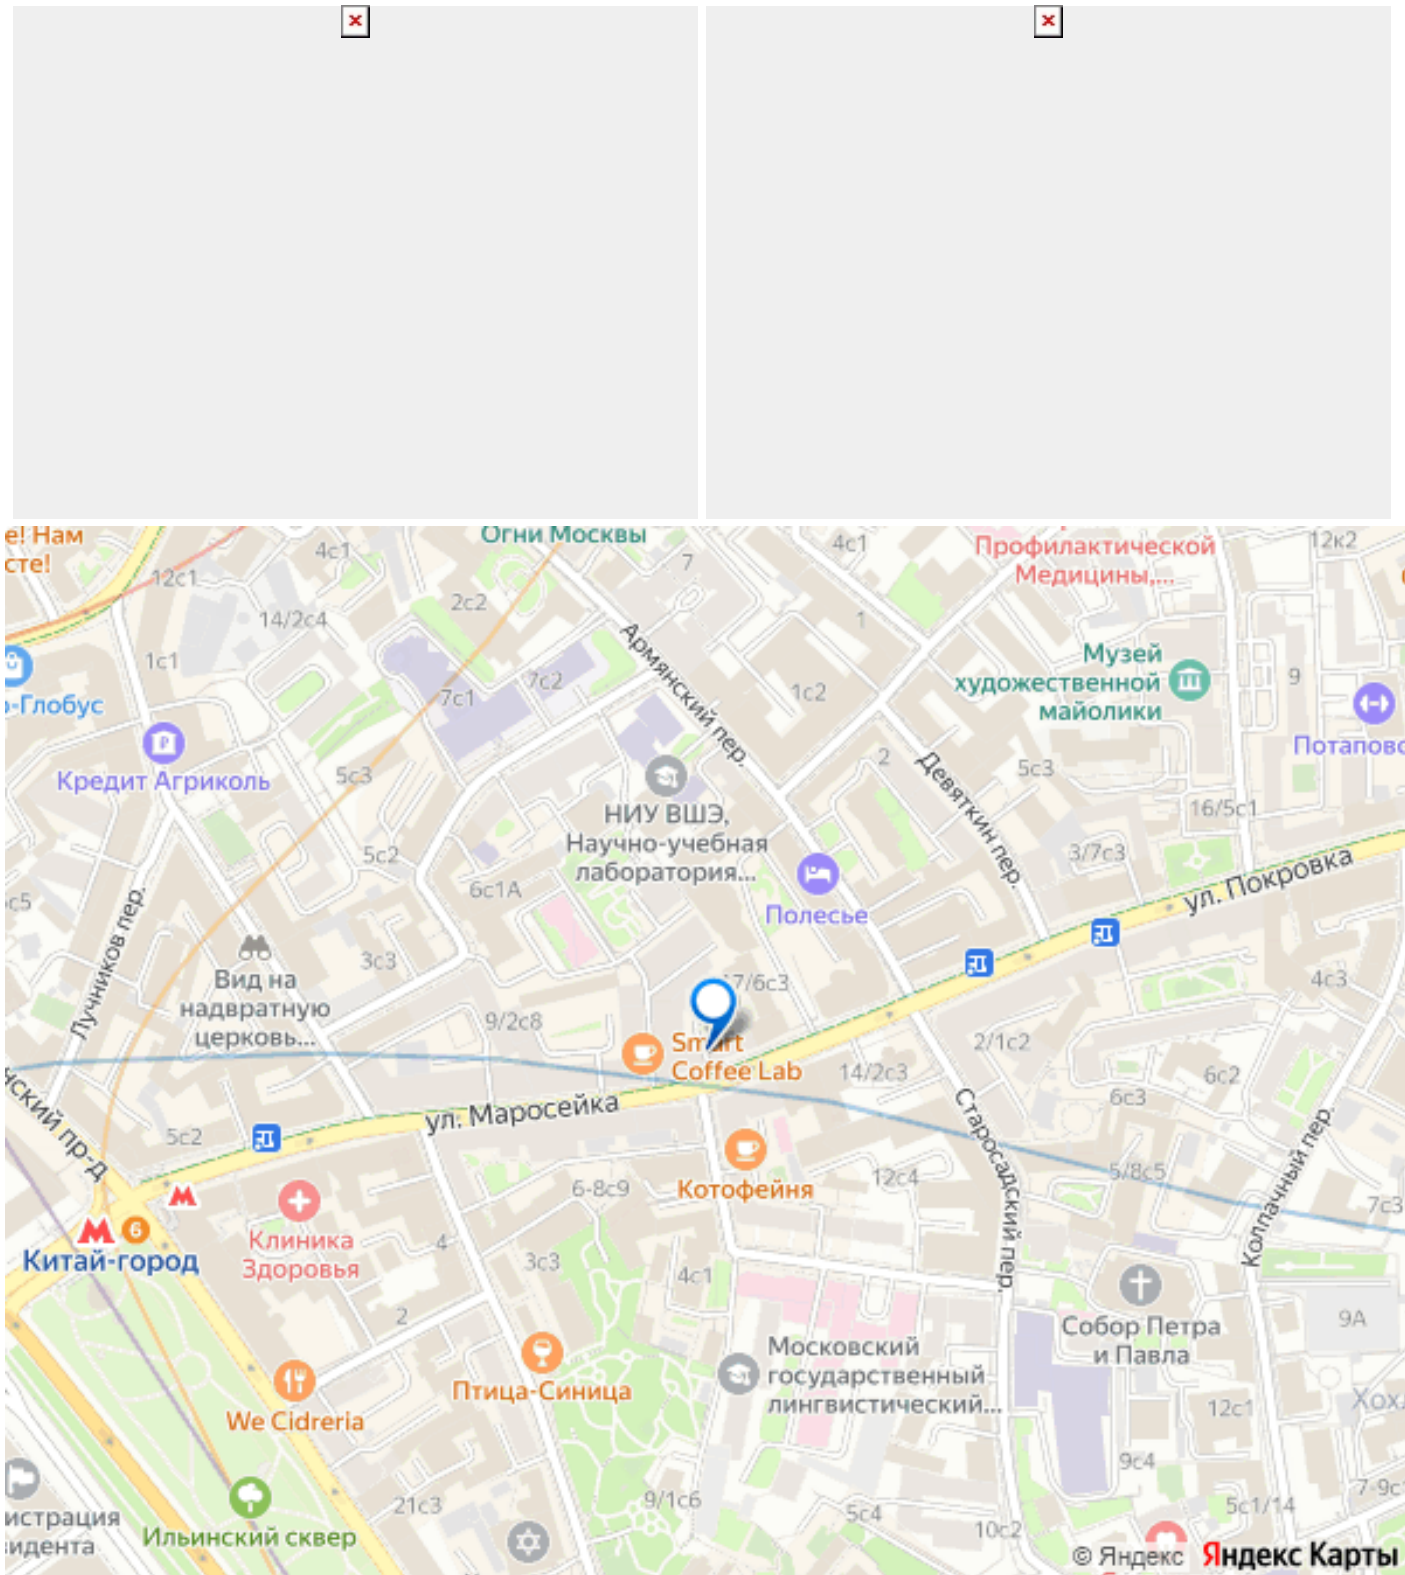 е! Нам
сте!
Огни Москвы
4с1
12с1
14/2с4
2с2
7
4с1
Профилактической
Медицины,...
12к2
1
Армянский пер.
1с1
7с1
7с2
1с2
Музей
художественной
майолики
9
о-Глобус
Кредит Агриколь
5с3
НИУ ВШЭ,
Научно-учебная
лаборатория...
2
Девяткин пер.
5с3
Потапово
16/5с1
5с2
6с1А
3/7с3
Полесье
ул. Покровка
с5
Лучников пер.
Вид на
надвратную
церковь...
3с3
9/2с8
17/6с3
4с3
Smart
Coffee Lab
14/2с3
2/1с2
6с2
6с3
нский пр-д
5с2
ул. Маросейка
Старосадский пер.
Колпачный пер.
Котофейня
6-8с9
12с4
5/8с5
7с3
6
Китай-город
Клиника
Здоровья
4
3с3
4с1
2
Собор Петра
и Павла
9А
Московский
государственный
лингвистический...
Птица-Синица
We Cidreria
12с1
Хох
9с4
21с3
9/1с6
5с4
10с2
5с1/14
7-9с
истрация
идента
Ильинский сквер
© Яндекс Яндекс Карты